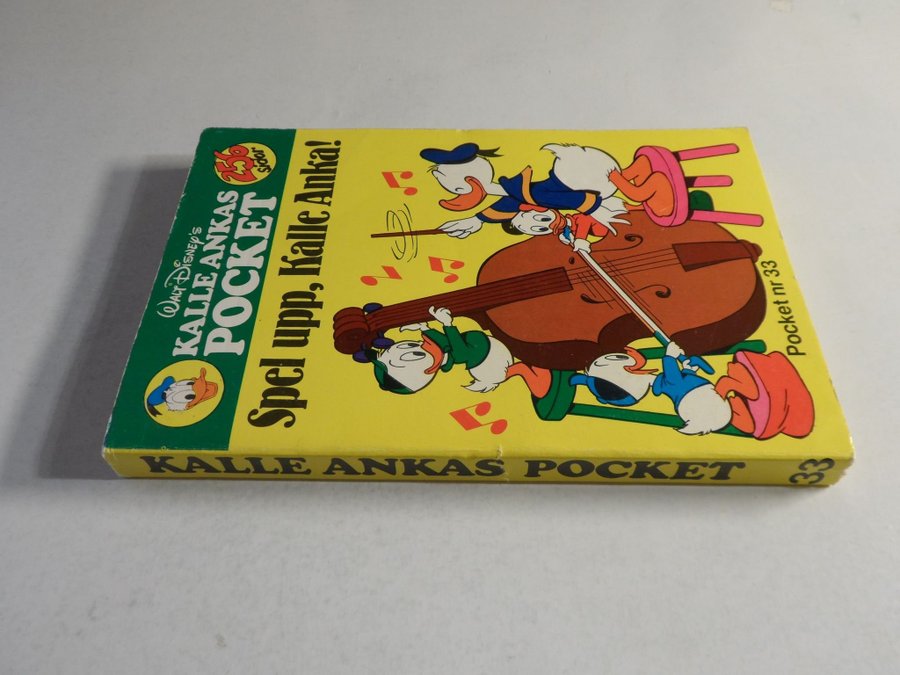 Walt Disney's
KALLE ANKAS
POCKET
256
sidor
Spel upp, Kalle Anka!
Pocket nr 33
KALLE ANKAS POCKET
33